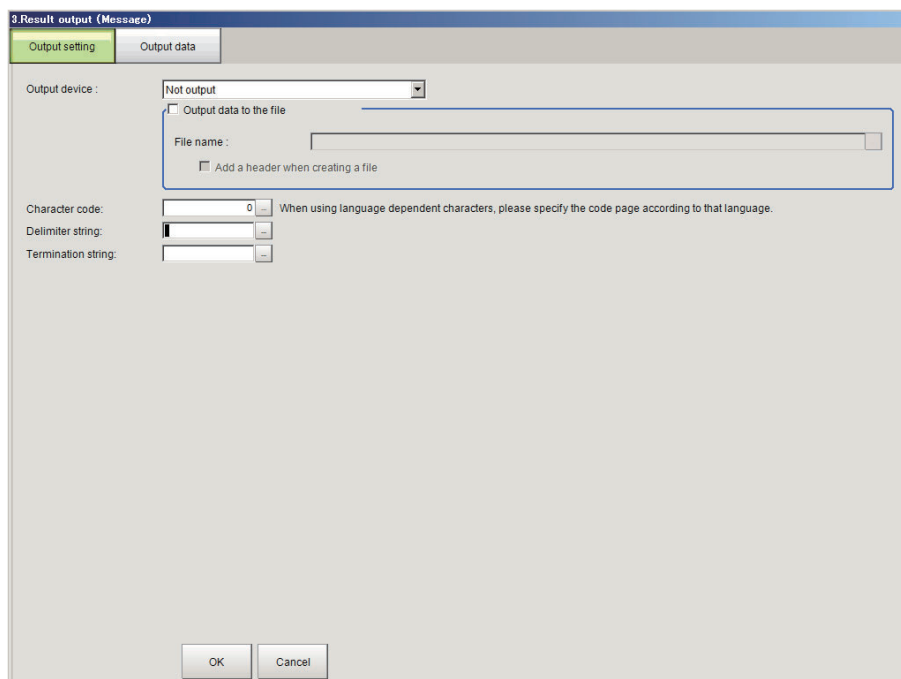 3.Result output (Message)
Output setting
Output data
Output device :
Not output
Output data to the file
File name :
Add a header when creating a file
Character code:
0
...
When using language dependent characters, please specify the code page according to that language.
Delimiter string:
...
Termination string:
...
OK
Cancel